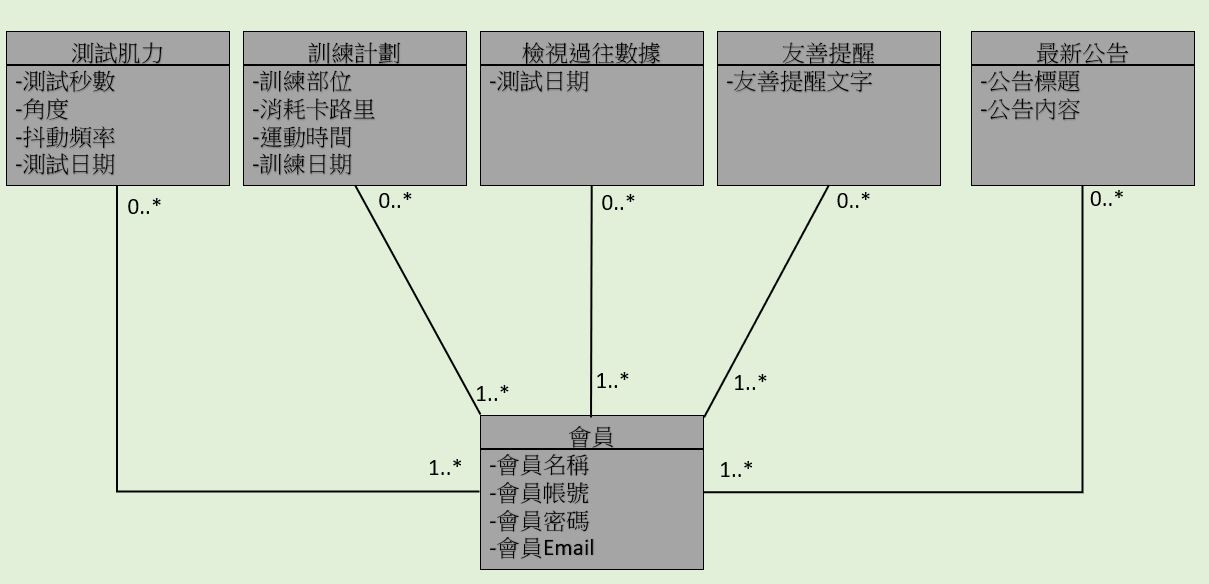 測試肌力
-測試秒數
-角度
-抖動頻率
-測試日期
訓練計劃
-訓練部位
-消耗卡路里
-運動時間
-訓練日期
檢視過往數據
-測試日期
友善提醒
-友善提醒文字
最新公告
-公告標題
-公告內容
0..*
0..*
0..*
0..*
0..*
1..*
1..*
1..*
1..*
1..*
會員
-會員名稱
-會員帳號
-會員密碼
-會員Email